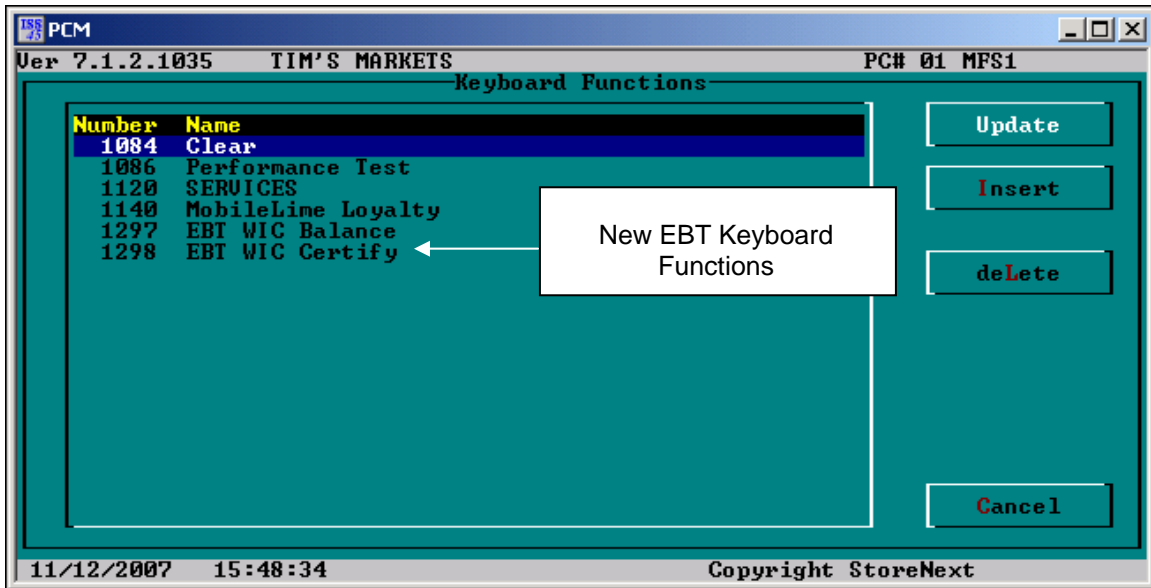 ISS 45 PCM
Ver 7.1.2.1035 TIM'S MARKETS PC# 01 MFS1
Keyboard Functions
Number Name
1084 Clear
1086 Performance Test
1120 SERVICES
1140 MobileLime Loyalty
1297 EBT WIC Balance
1298 EBT WIC Certify
New EBT Keyboard
Functions
Update
Insert
deLete
Cancel
11/12/2007 15:48:34 Copyright StoreNext